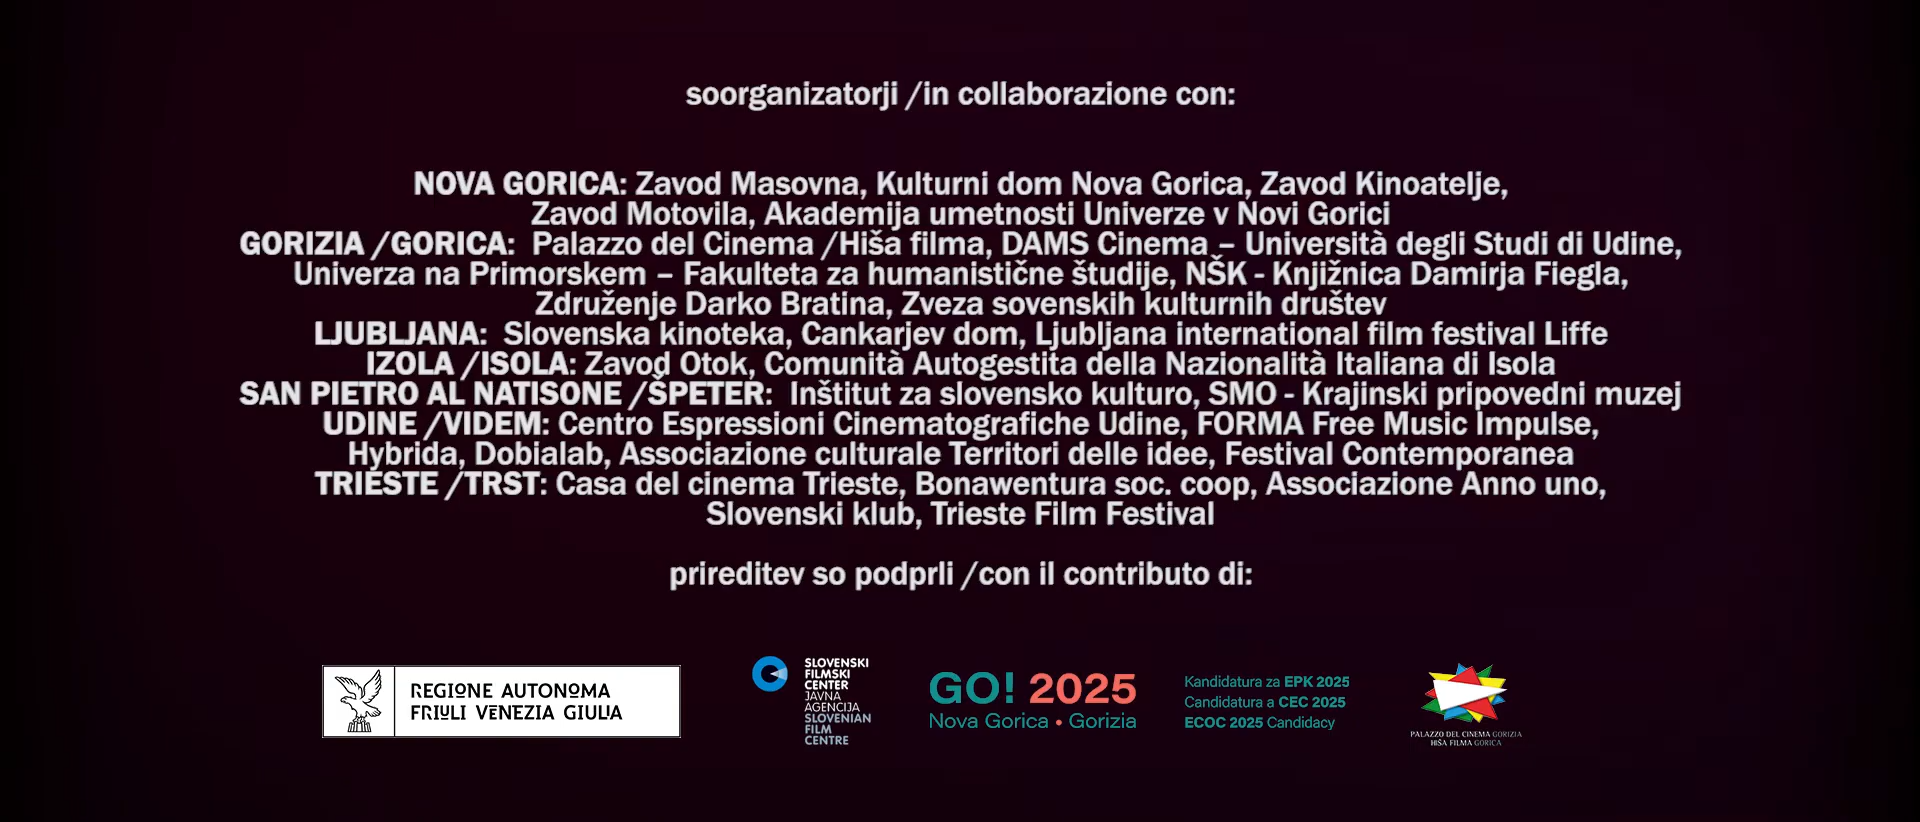 soorganizatorji /in collaborazione con:
NOVA GORICA: Zavod Masovna, Kulturni dom Nova Gorica, Zavod Kinoatelje,
Zavod Motovila, Akademija umetnosti Univerze v Novi Gorici
GORIZIA /GORICA: Palazzo del Cinema /Hiša filma, DAMS Cinema – Università degli Studi di Udine,
Univerza na Primorskem – Fakulteta za humanistične študije, NŠK - Knjižnica Damirja Fiegla,
Združenje Darko Bratina, Zveza sovenskih kulturnih društev
LJUBLJANA: Slovenska kinoteka, Cankarjev dom, Ljubljana international film festival Liffe
IZOLA /ISOLA: Zavod Otok, Comunità Autogestita della Nazionalità Italiana di Isola
SAN PIETRO AL NATISONE /ŠPETER: Inštitut za slovensko kulturo, SMO - Krajinski pripovedni muzej
UDINE /VIDEM: Centro Espressioni Cinematografiche Udine, FORMA Free Music Impulse,
Hybrida, Dobialab, Associazione culturale Territori delle idee, Festival Contemporanea
TRIESTE /TRST: Casa del cinema Trieste, Bonawentura soc. coop, Associazione Anno uno,
Slovenski klub, Trieste Film Festival
prireditev so podprli /con il contributo di:
REGIONE AUTONOMA
FRIULI VENEZIA GIULIA
SLOVENSKI
FILMSKI
CENTER
JAVNA
AGENCIJA
SLOVENIAN
FILM
CENTRE
GO! 2025
Nova Gorica • Gorizia
Kandidatura za EPK 2025
Candidatura a CEC 2025
ECOC 2025 Candidacy
PALAZZO DEL CINEMA GORIZIA
HIŠA FILMA GORICA